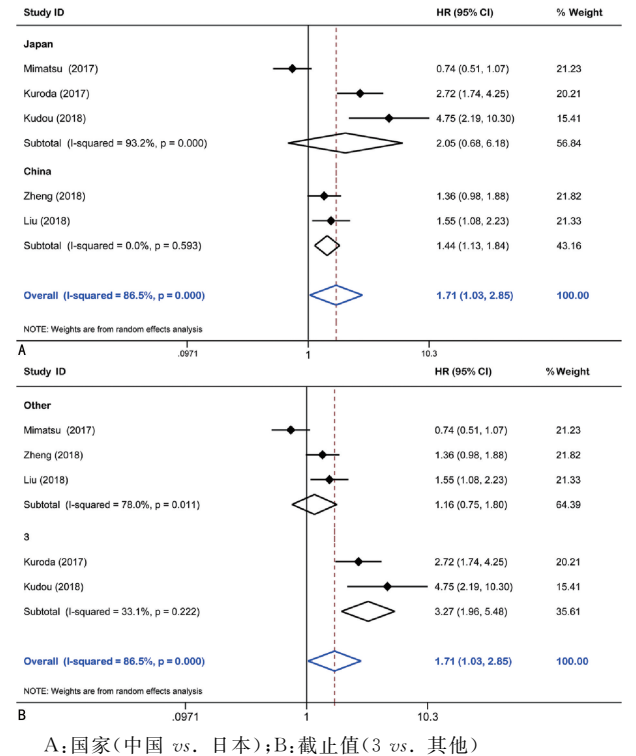 Study ID HR (95% CI) % Weight
Japan
Mimatsu (2017) 0.74 (0.51, 1.07) 21.23
Kuroda (2017) 2.72 (1.74, 4.25) 20.21
Kudou (2018) 4.75 (2.19, 10.30) 15.41
Subtotal (I-squared = 93.2%, p = 0.000) 2.05 (0.68, 6.18) 56.84
China
Zheng (2018) 1.36 (0.98, 1.88) 21.82
Liu (2018) 1.55 (1.08, 2.23) 21.33
Subtotal (I-squared = 0.0%, p = 0.593) 1.44 (1.13, 1.84) 43.16
Overall (I-squared = 86.5%, p = 0.000) 1.71 (1.03, 2.85) 100.00
NOTE: Weights are from random effects analysis
A .0971 1 10.3
Study ID HR (95% CI) % Weight
Other
Mimatsu (2017) 0.74 (0.51, 1.07) 21.23
Zheng (2018) 1.36 (0.98, 1.88) 21.82
Liu (2018) 1.55 (1.08, 2.23) 21.33
Subtotal (I-squared = 78.0%, p = 0.011) 1.16 (0.75, 1.80) 64.39
3
Kuroda (2017) 2.72 (1.74, 4.25) 20.21
Kudou (2018) 4.75 (2.19, 10.30) 15.41
Subtotal (I-squared = 33.1%, p = 0.222) 3.27 (1.96, 5.48) 35.61
Overall (I-squared = 86.5%, p = 0.000) 1.71 (1.03, 2.85) 100.00
NOTE: Weights are from random effects analysis
B .0971 1 10.3
A:国家(中国 vs. 日本);B:截止值(3 vs. 其他)